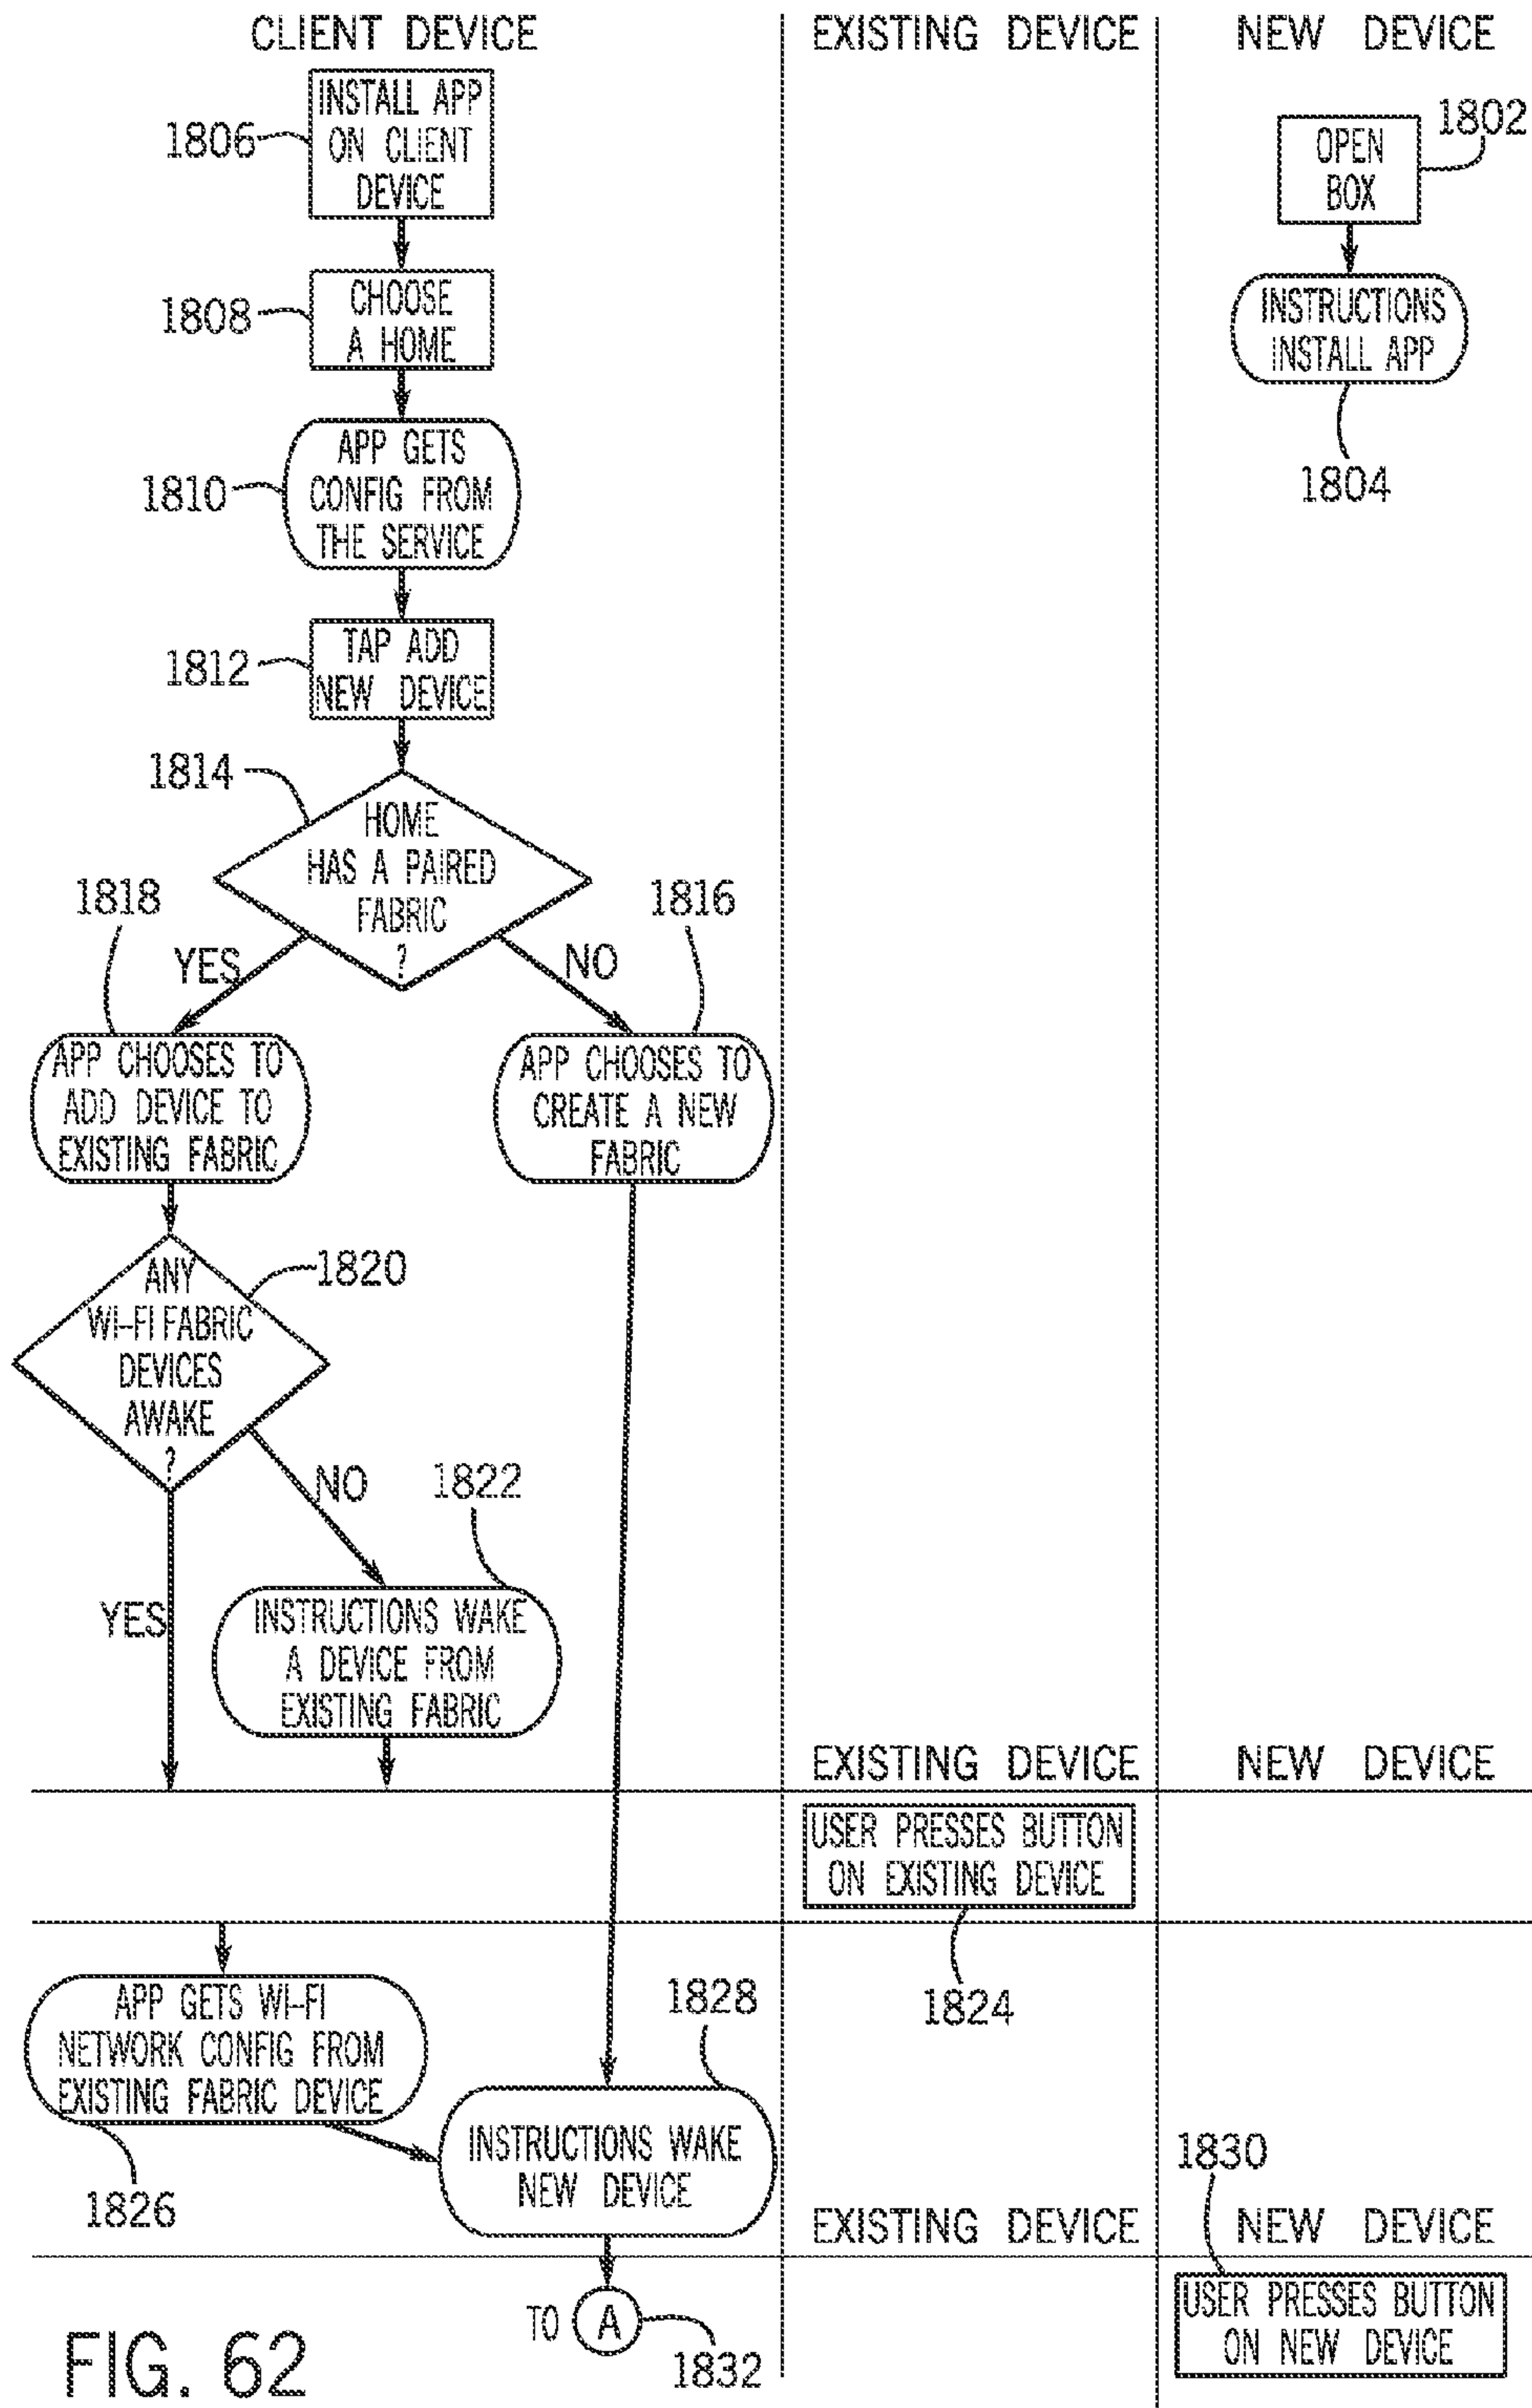 CLIENT DEVICE
EXISTING DEVICE
NEW DEVICE
INSTALL APP
ON CLIENT
DEVICE
1806
OPEN
BOX
1802
CHOOSE
A HOME
1808
INSTRUCTIONS
INSTALL APP
1804
APP GETS
CONFIG FROM
THE SERVICE
1810
TAP ADD
NEW DEVICE
1812
1814
HOME
HAS A PAIRED
FABRIC
?
1818
1816
YES
NO
APP CHOOSES TO
ADD DEVICE TO
EXISTING FABRIC
APP CHOOSES TO
CREATE A NEW
FABRIC
ANY
WI-FI FABRIC
DEVICES
AWAKE
?
1820
NO
1822
YES
INSTRUCTIONS WAKE
A DEVICE FROM
EXISTING FABRIC
EXISTING DEVICE
NEW DEVICE
USER PRESSES BUTTON
ON EXISTING DEVICE
1824
APP GETS WI-FI
NETWORK CONFIG FROM
EXISTING FABRIC DEVICE
1826
1828
INSTRUCTIONS WAKE
NEW DEVICE
1830
EXISTING DEVICE
NEW DEVICE
USER PRESSES BUTTON
ON NEW DEVICE
TO A
1832
FIG. 62